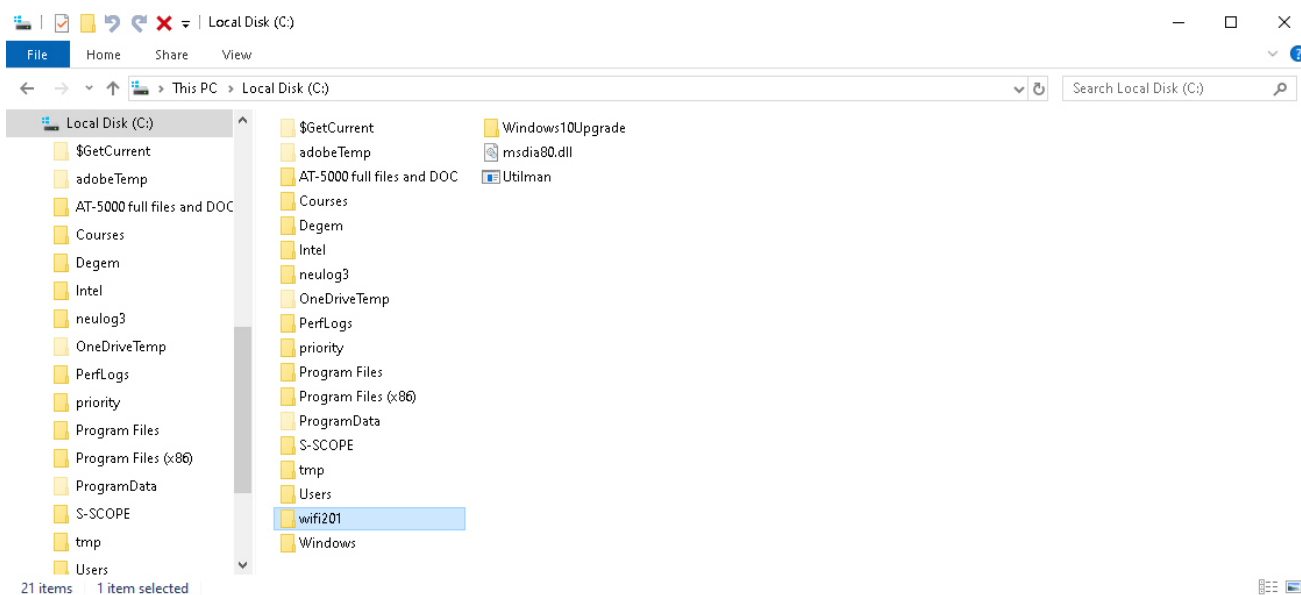 Local Disk (C:)
File Home Share View
This PC > Local Disk (C:)
Search Local Disk (C:)
Local Disk (C:)
$GetCurrent
adobeTemp
AT-5000 full files and DOC
Courses
Degem
Intel
neulog3
OneDriveTemp
PerfLogs
priority
Program Files
Program Files (x86)
ProgramData
S-SCOPE
tmp
Users
$GetCurrent
adobeTemp
AT-5000 full files and DOC
Courses
Degem
Intel
neulog3
OneDriveTemp
PerfLogs
priority
Program Files
Program Files (x86)
ProgramData
S-SCOPE
tmp
Users
wifi201
Windows
Windows10Upgrade
msdia80.dll
Utilman
21 items 1 item selected